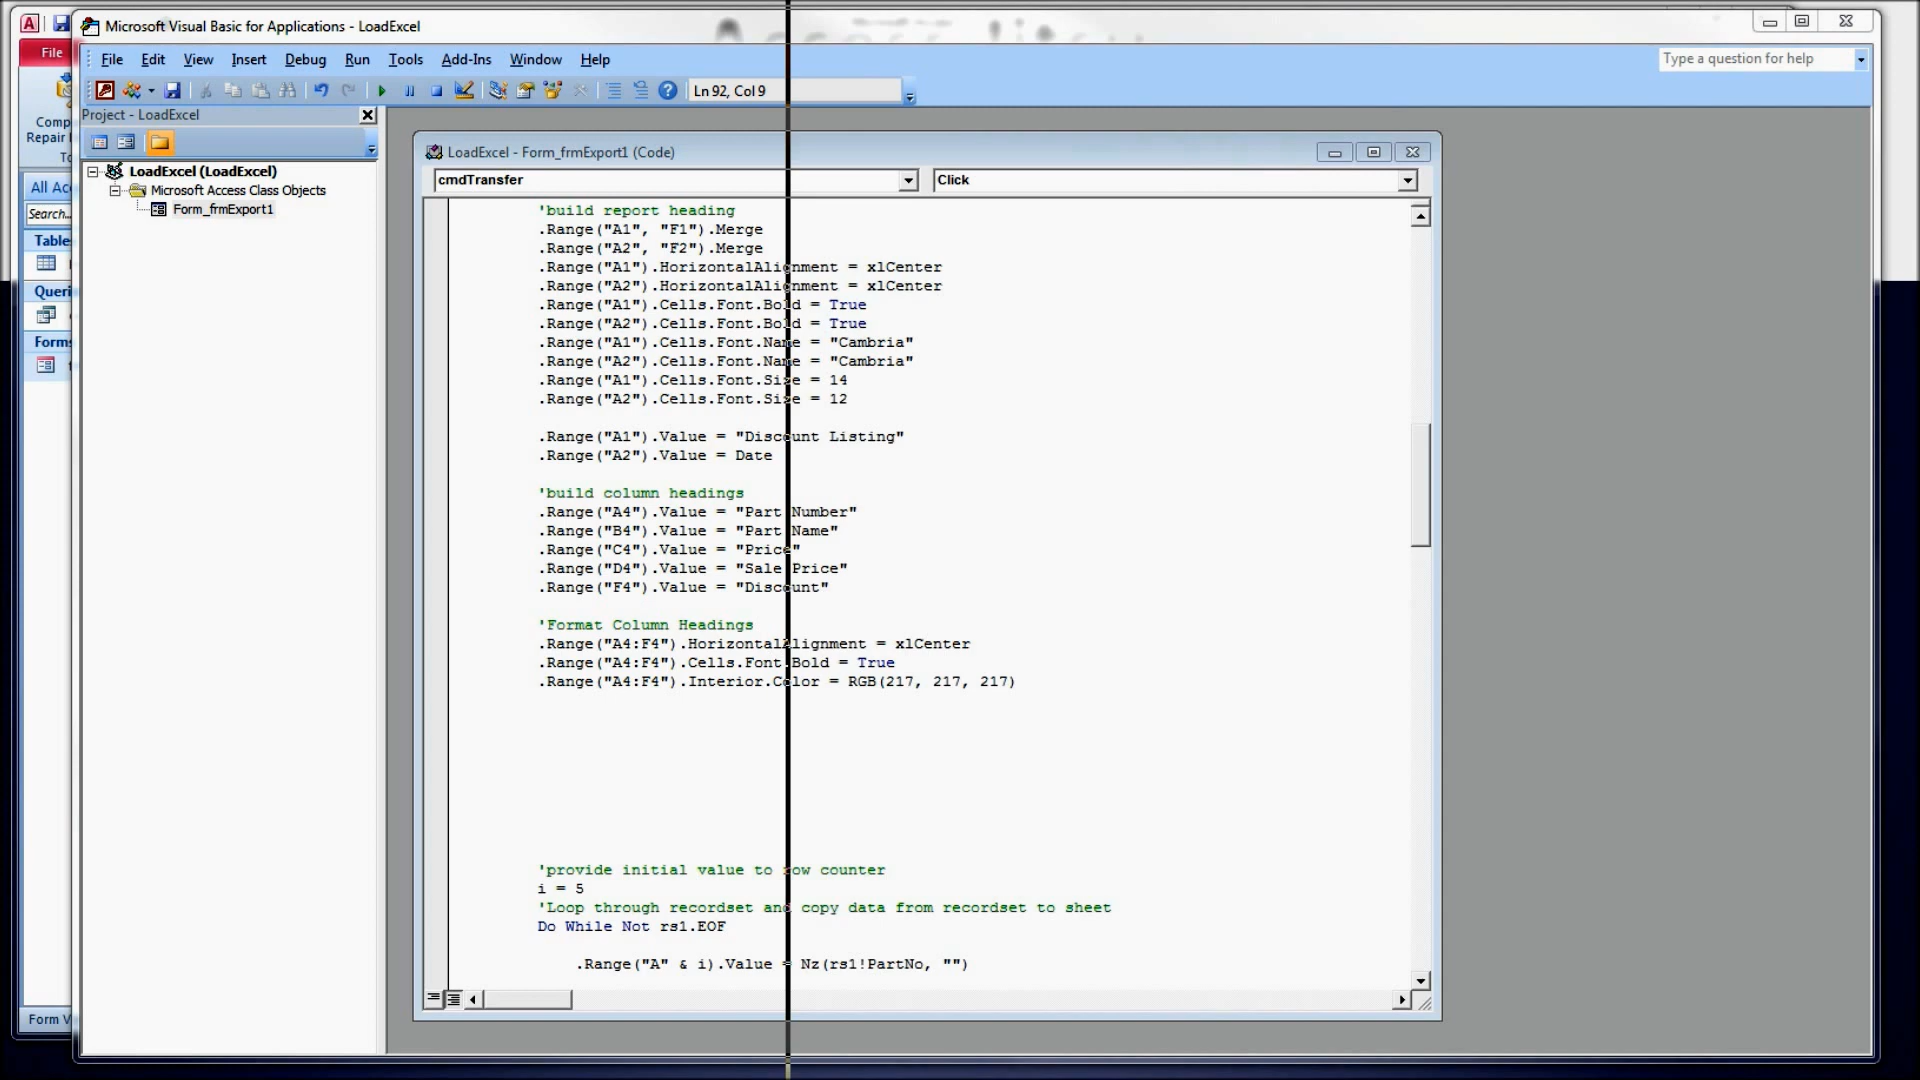 Microsoft Visual Basic for Applications - LoadExcel
File
File Edit View Insert Debug Run Tools Add-Ins Window Help
Type a question for help
Ln 92, Col 9
Comp
Repair
Project - LoadExcel
All Ac
Search...
Table
Queri
Forms
Form V
LoadExcel (LoadExcel)
Microsoft Access Class Objects
Form_frmExport1
LoadExcel - Form_frmExport1 (Code)
cmdTransfer
Click
'build report heading
.Range("A1", "F1").Merge
.Range("A2", "F2").Merge
.Range("A1").HorizontalAlignment = xlCenter
.Range("A2").HorizontalAlignment = xlCenter
.Range("A1").Cells.Font.Bold = True
.Range("A2").Cells.Font.Bold = True
.Range("A1").Cells.Font.Name = "Cambria"
.Range("A2").Cells.Font.Name = "Cambria"
.Range("A1").Cells.Font.Size = 14
.Range("A2").Cells.Font.Size = 12
.Range("A1").Value = "Discount Listing"
.Range("A2").Value = Date
'build column headings
.Range("A4").Value = "Part Number"
.Range("B4").Value = "Part Name"
.Range("C4").Value = "Price"
.Range("D4").Value = "Sale Price"
.Range("F4").Value = "Discount"
'Format Column Headings
.Range("A4:F4").HorizontalAlignment = xlCenter
.Range("A4:F4").Cells.Font.Bold = True
.Range("A4:F4").Interior.Color = RGB(217, 217, 217)
'provide initial value to row counter
i = 5
'Loop through recordset and copy data from recordset to sheet
Do While Not rs1.EOF
.Range("A" & i).Value = Nz(rs1!PartNo, "")